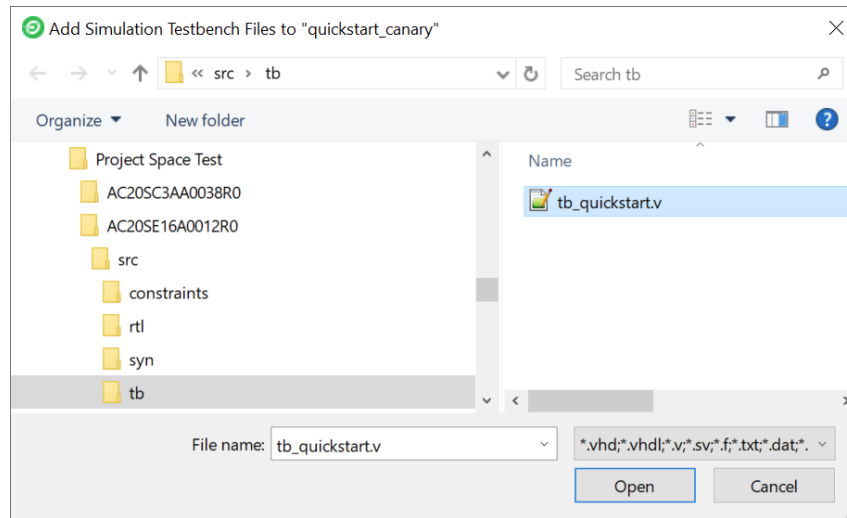 Add Simulation Testbench Files to "quickstart_canary"
« src › tb
Search tb
Organize
New folder
Project Space Test
AC20SC3AA0038R0
AC20SE16A0012R0
src
constraints
rtl
syn
tb
Name
tb_quickstart.v
File name: tb_quickstart.v
*.vhd;*.vhdl;*.v;*.sv;*.f;*.txt;*.dat;*.
Open Cancel